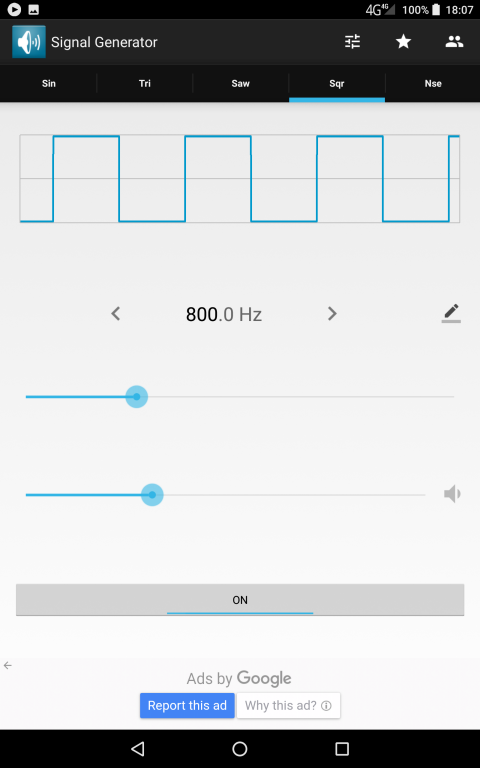 4G 4G 100% 18:07
Signal Generator
Sin Tri Saw Sqr Nse
800.0 Hz
ON
Ads by Google
Report this ad Why this ad?